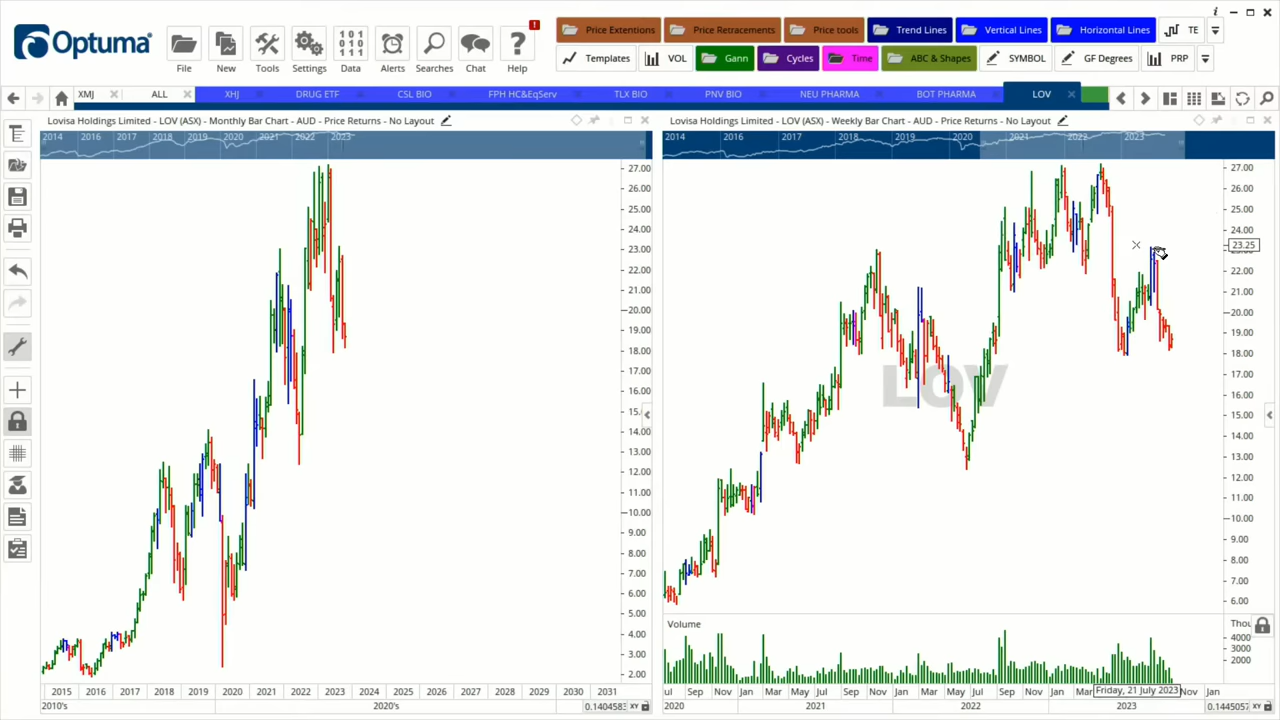 i
Optuma
File
New
Tools
Settings
101
010
101
Data
Alerts
Searches
Chat
?
!
Help
Price Extentions
Price Retracements
Price tools
Trend Lines
Vertical Lines
Horizontal Lines
TE
Templates
VOL
Gann
Cycles
Time
ABC & Shapes
SYMBOL
GF Degrees
PRP
XMJ
ALL
XHJ
DRUG ETF
CSL BIO
FPH HC&EqServ
TLX BIO
PNV BIO
NEU PHARMA
BOT PHARMA
LOV
Lovisa Holdings Limited - LOV (ASX) - Monthly Bar Chart - AUD - Price Returns - No Layout
2014 2016 2017 2018 2019 2020 2021 2022 2023
27.00
26.00
25.00
24.00
23.00
22.00
21.00
20.00
19.00
18.00
17.00
16.00
15.00
14.00
13.00
12.00
11.00
10.00
9.00
8.00
7.00
6.00
5.00
4.00
3.00
2.00
2015 2016 2017 2018 2019 2020 2021 2022 2023 2024 2025 2026 2027 2028 2029 2030 2031
2010's 2020's 0.1404583 XY
Lovisa Holdings Limited - LOV (ASX) - Weekly Bar Chart - AUD - Price Returns - No Layout
2014 2016 2017 2018 2019 2020 2021 2022 2023
27.00
26.00
25.00
24.00
23.25
22.00
21.00
20.00
19.00
18.00
17.00
16.00
15.00
14.00
13.00
12.00
11.00
10.00
9.00
8.00
7.00
6.00
LOV
Volume
Thou
4000
3000
2000
ul Sep Nov Jan Mar May Jul Sep Nov Jan Mar May Jul Sep Nov Jan Mar Friday, 21 July 2023 Nov Jan
2020 2021 2022 2023 0.1445057 XY